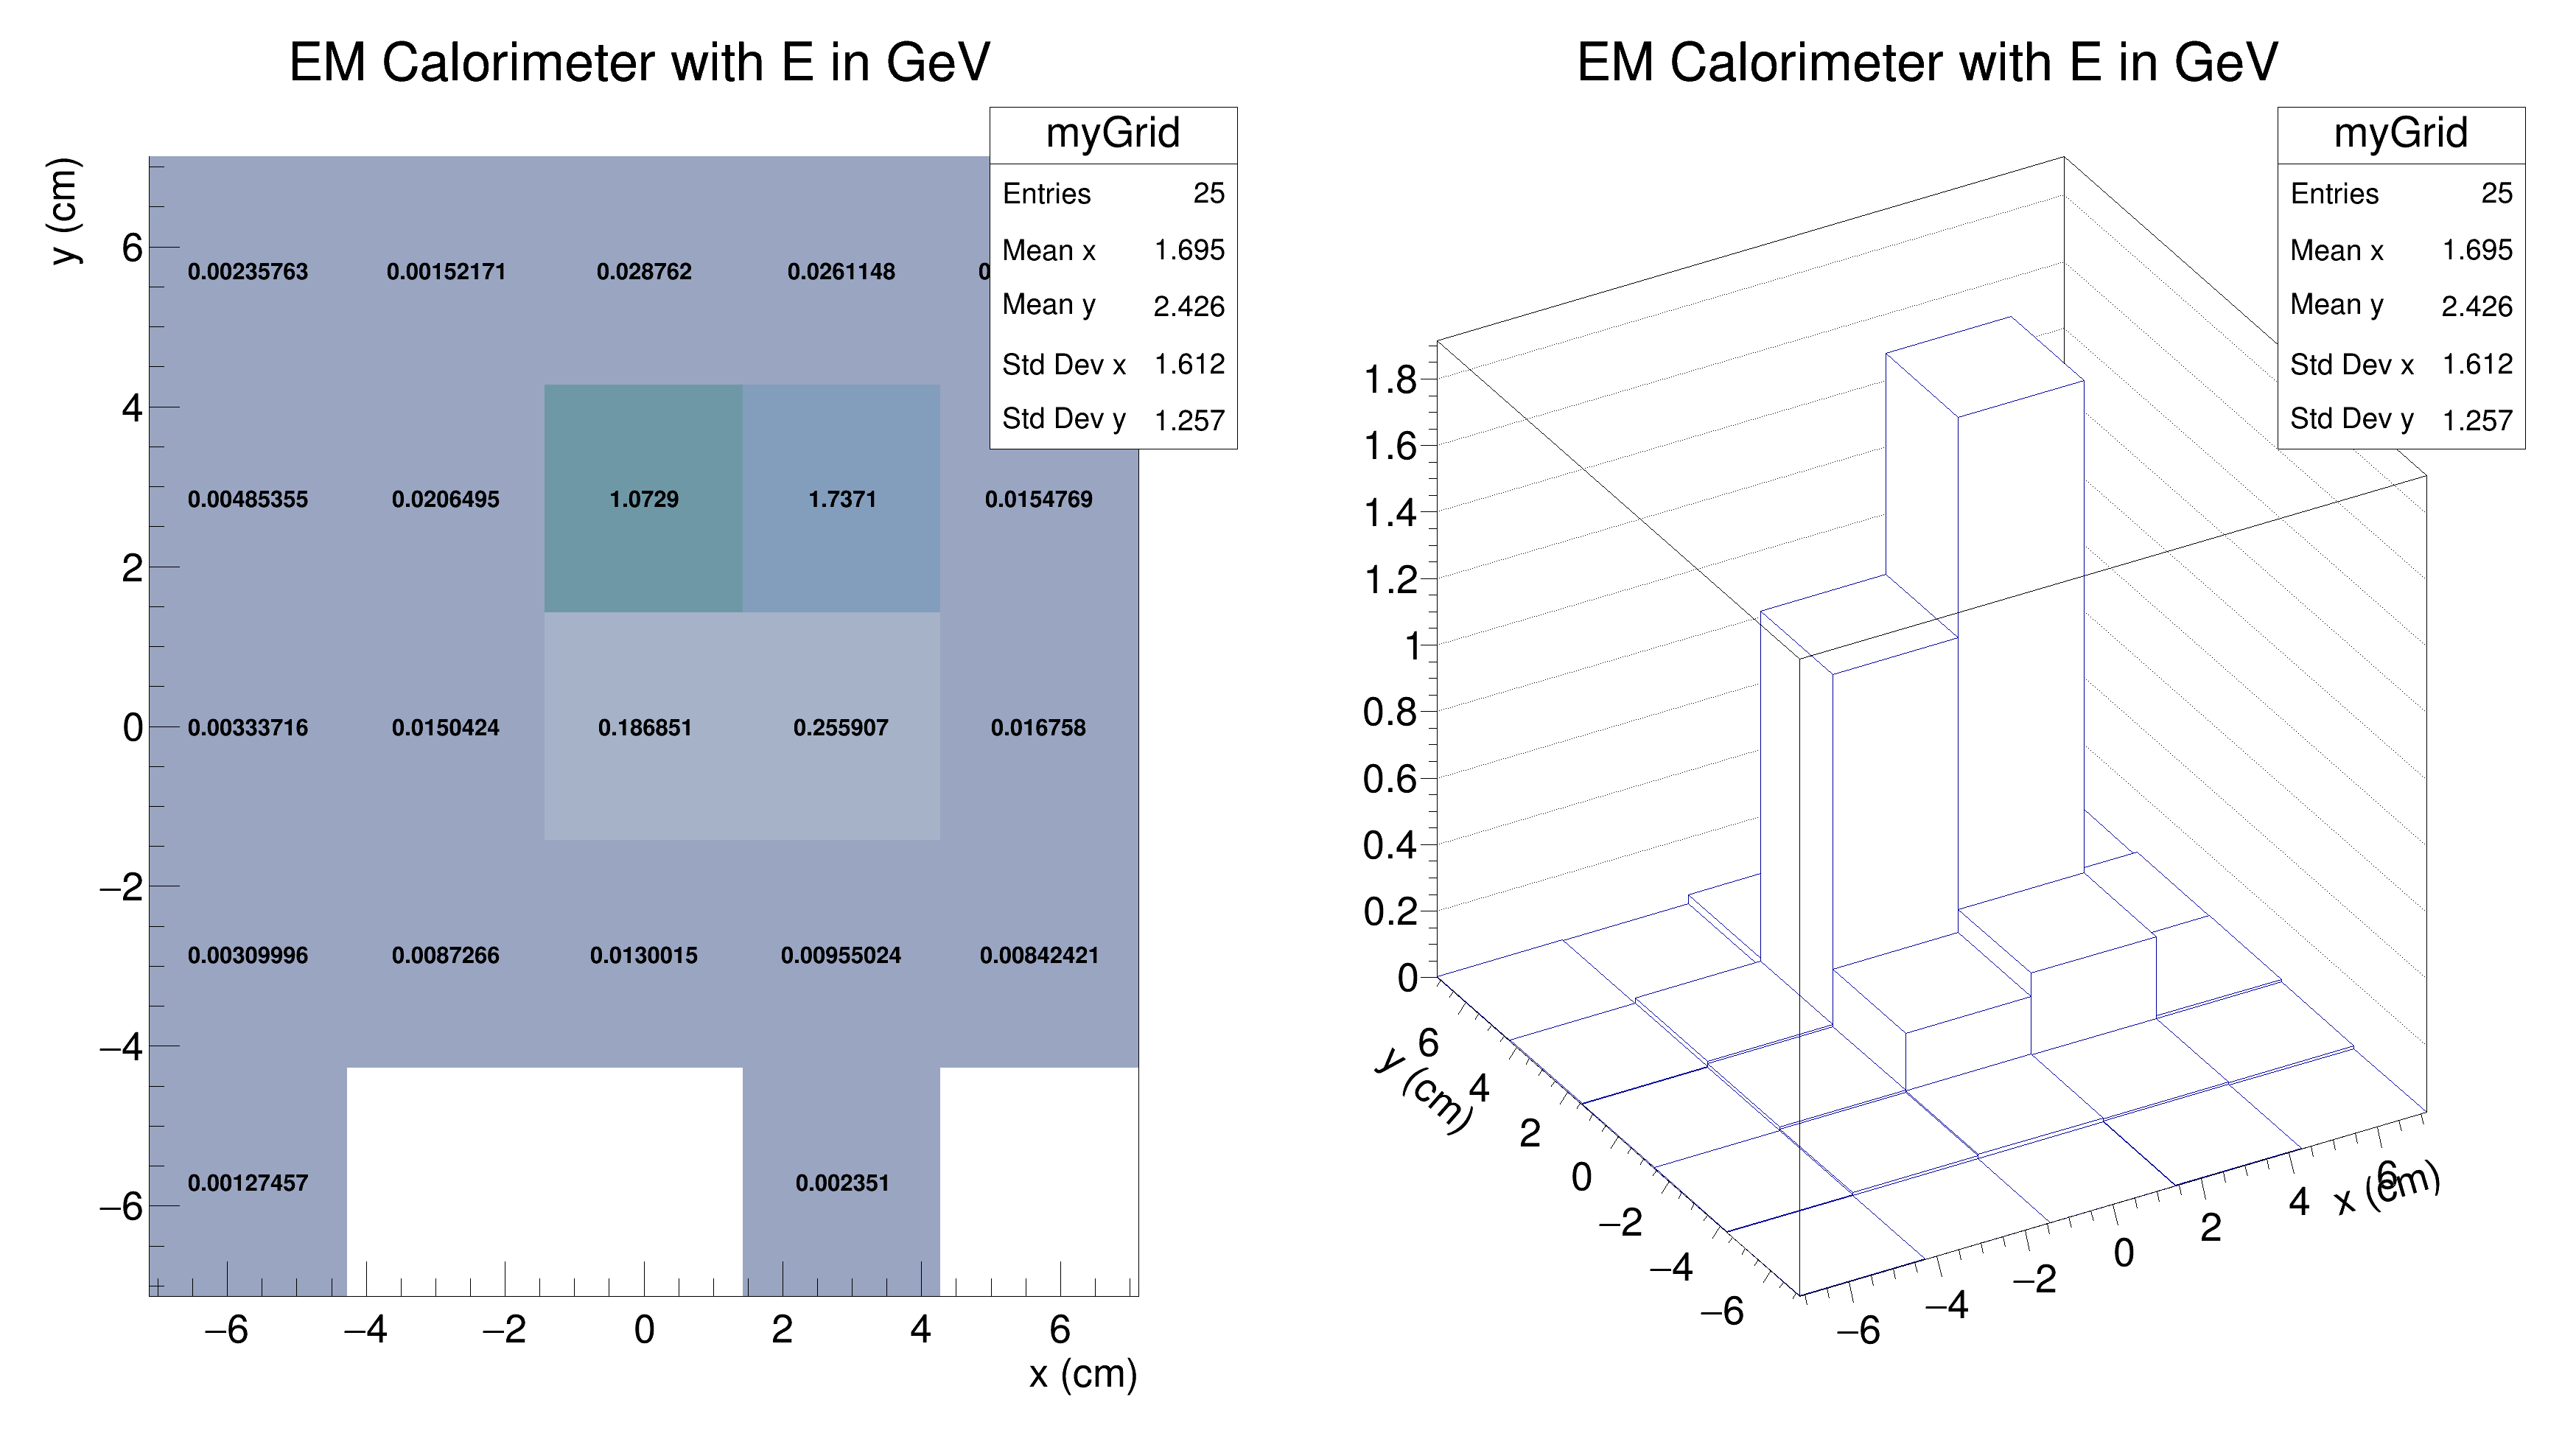 EM Calorimeter with E in GeV
myGrid
Entries 25
Mean x 1.695
Mean y 2.426
Std Dev x 1.612
Std Dev y 1.257
y (cm)
6
4
2
0
−2
−4
−6
0.00235763 0.00152171 0.028762 0.0261148
0.00485355 0.0206495 1.0729 1.7371 0.0154769
0.00333716 0.0150424 0.186851 0.255907 0.016758
0.00309996 0.0087266 0.0130015 0.00955024 0.00842421
0.00127457 0.002351
−6 −4 −2 0 2 4 6
x (cm)
EM Calorimeter with E in GeV
myGrid
Entries 25
Mean x 1.695
Mean y 2.426
Std Dev x 1.612
Std Dev y 1.257
1.8
1.6
1.4
1.2
1
0.8
0.6
0.4
0.2
0
6
4
2
0
−2
−4
−6
y (cm)
−6
−4
−2
0
2
4
6
x (cm)